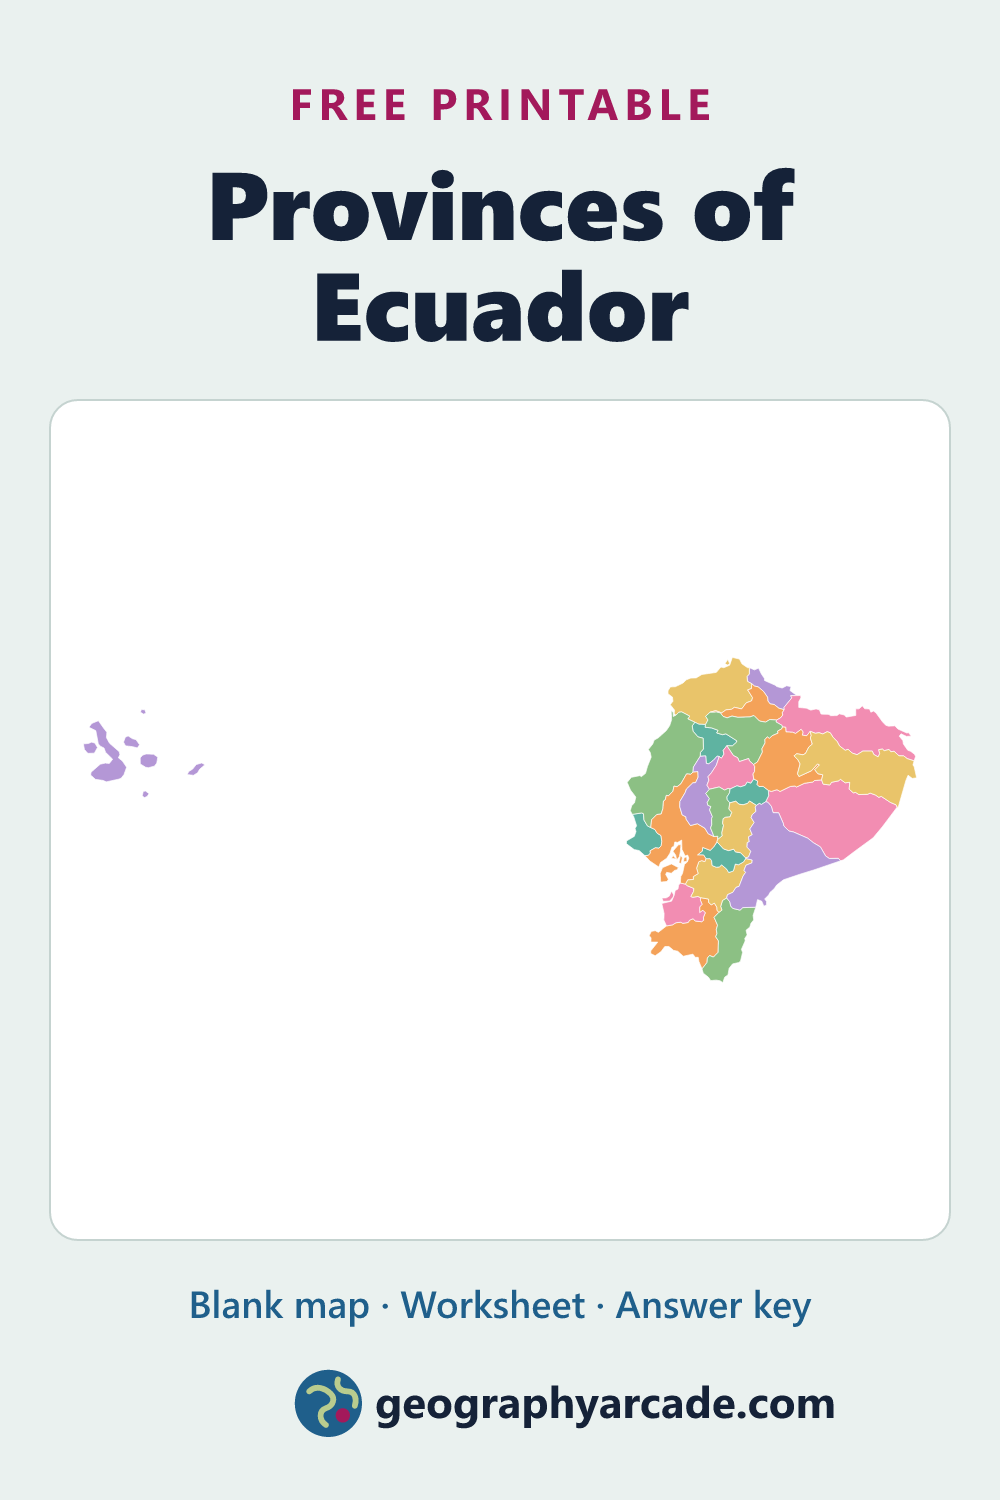 FREE PRINTABLE
Provinces of
Ecuador
Blank map · Worksheet · Answer key
geographyarcade.com